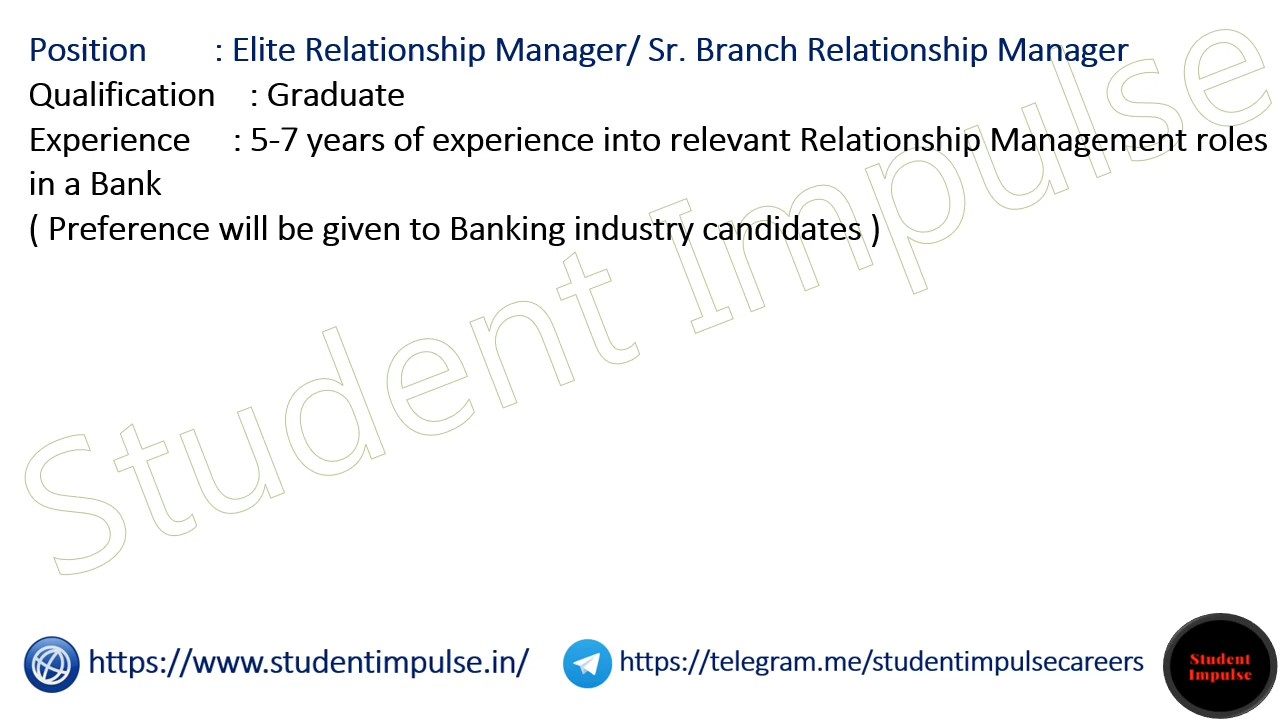 Position : Elite Relationship Manager/ Sr. Branch Relationship Manager
Qualification : Graduate
Experience : 5-7 years of experience into relevant Relationship Management roles
in a Bank
( Preference will be given to Banking industry candidates )
Student Impulse
https://www.studentimpulse.in/
https://telegram.me/studentimpulsecareers
Student
Impulse